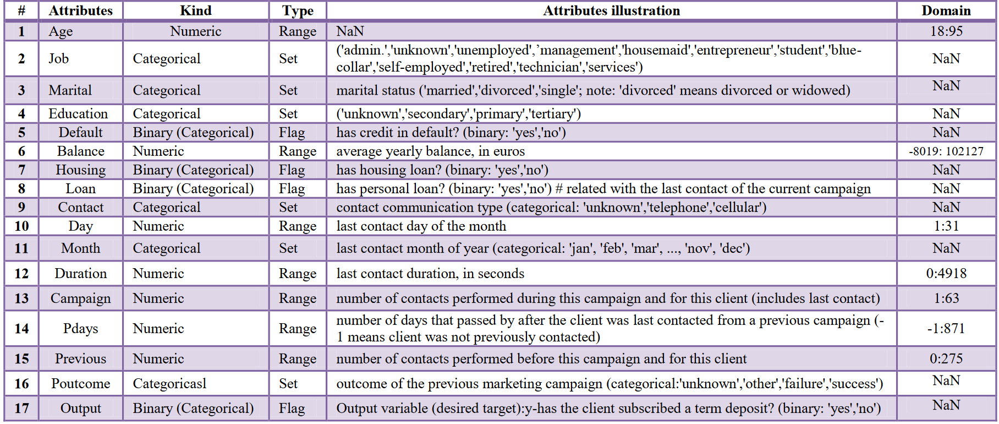 # Attributes Kind Type Attributes illustration Domain
1 Age Numeric Range NaN 18:95
2 Job Categorical Set ('admin.','unknown','unemployed',’management','housemaid','entrepreneur','student','blue-
collar','self-employed','retired','technician','services') NaN
3 Marital Categorical Set marital status ('married','divorced','single'; note: 'divorced' means divorced or widowed) NaN
4 Education Categorical Set ('unknown','secondary','primary','tertiary') NaN
5 Default Binary (Categorical) Flag has credit in default? (binary: 'yes','no') NaN
6 Balance Numeric Range average yearly balance, in euros -8019: 102127
7 Housing Binary (Categorical) Flag has housing loan? (binary: 'yes','no') NaN
8 Loan Binary (Categorical) Flag has personal loan? (binary: 'yes','no') # related with the last contact of the current campaign NaN
9 Contact Categorical Set contact communication type (categorical: 'unknown','telephone','cellular') NaN
10 Day Numeric Range last contact day of the month 1:31
11 Month Categorical Set last contact month of year (categorical: 'jan', 'feb', 'mar', ..., 'nov', 'dec') NaN
12 Duration Numeric Range last contact duration, in seconds 0:4918
13 Campaign Numeric Range number of contacts performed during this campaign and for this client (includes last contact) 1:63
14 Pdays Numeric Range number of days that passed by after the client was last contacted from a previous campaign (-
1 means client was not previously contacted) -1:871
15 Previous Numeric Range number of contacts performed before this campaign and for this client 0:275
16 Poutcome Categoricasl Set outcome of the previous marketing campaign (categorical:'unknown','other','failure','success') NaN
17 Output Binary (Categorical) Flag Output variable (desired target):y-has the client subscribed a term deposit? (binary: 'yes','no') NaN